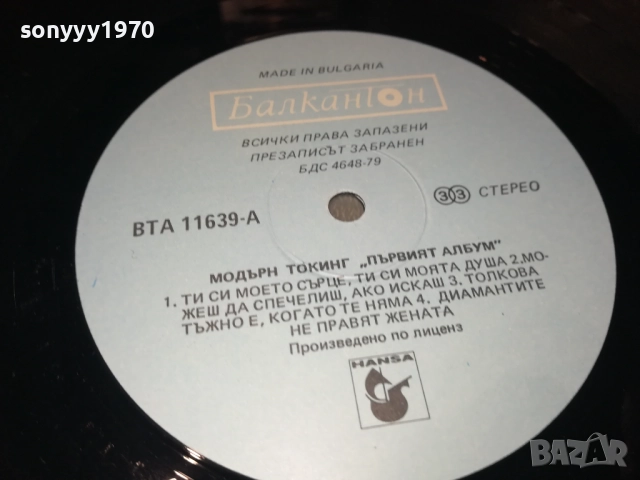 sonyyy1970
MADE IN BULGARIA
Балкантон
ВСИЧКИ ПРАВА ЗАПАЗЕНИ
ПРЕЗАПИСЪТ ЗАБРАНЕН
БДС 4648-79
ВТА 11639-А
33 СТЕРЕО
МОДЪРН ТОКИНГ „ПЪРВИЯТ АЛБУМ"
1. ТИ СИ МОЕТО СЪРЦЕ, ТИ СИ МОЯТА ДУША 2.МО-
ЖЕШ ДА СПЕЧЕЛИШ, АКО ИСКАШ 3. ТОЛКОВА
ТЪЖНО Е, КОГАТО ТЕ НЯМА 4. ДИАМАНТИТЕ
НЕ ПРАВЯТ ЖЕНАТА
Произведено по лиценз
HANSA
BAZAR